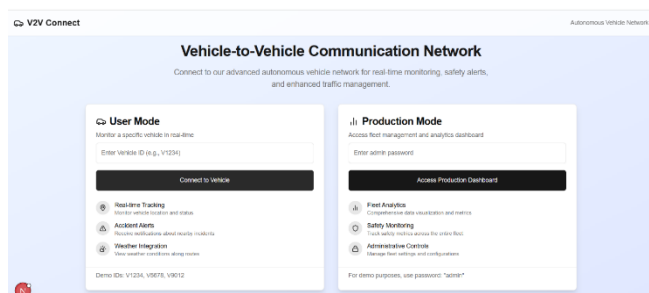 V2V Connect
Autonomous Vehicle Network
Vehicle-to-Vehicle Communication Network
Connect to our advanced autonomous vehicle network for real-time monitoring, safety alerts,
and enhanced traffic management.
User Mode
Monitor a specific vehicle in real-time
Enter Vehicle ID (e.g., V1234)
Connect to Vehicle
Real-time Tracking
Monitor vehicle location and status
Accident Alerts
Receive notifications about nearby incidents
Weather Integration
View weather conditions along routes
Demo IDs: V1234, V5678, V9012
Production Mode
Access fleet management and analytics dashboard
Enter admin password
Access Production Dashboard
Fleet Analytics
Comprehensive data visualization and metrics
Safety Monitoring
Track safety metrics across the entire fleet
Administrative Controls
Manage fleet settings and configurations
For demo purposes, use password: "admin"
N